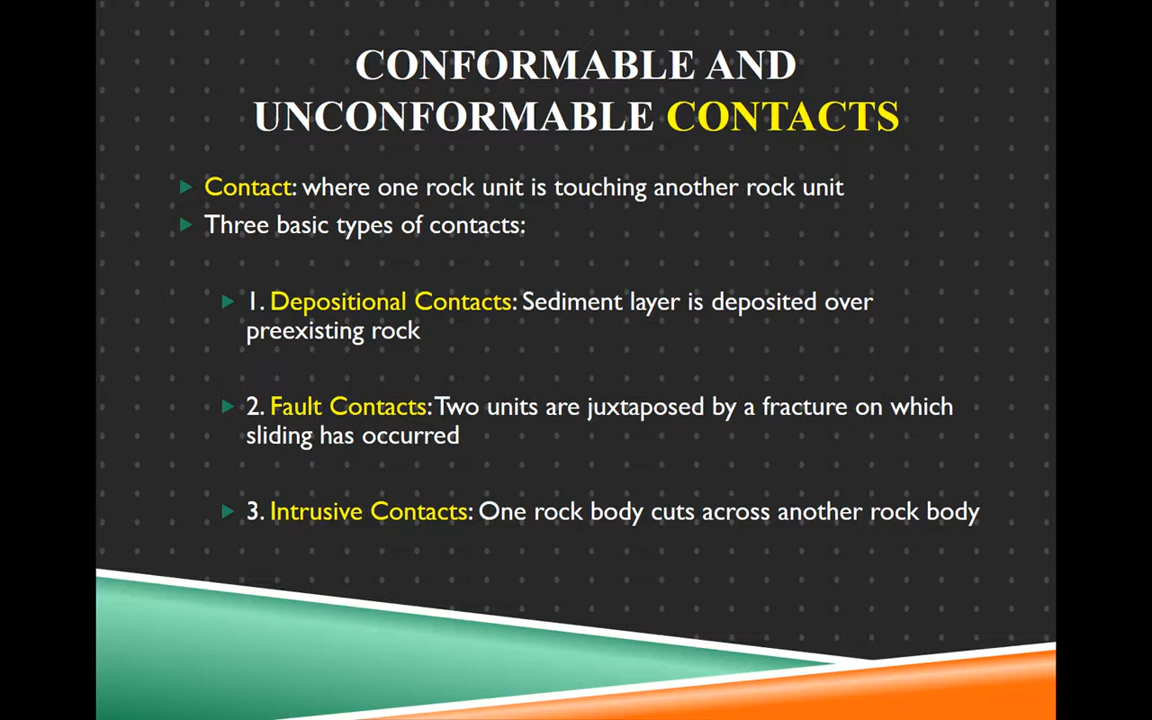 CONFORMABLE AND
UNCONFORMABLE CONTACTS
Contact: where one rock unit is touching another rock unit
Three basic types of contacts:
1. Depositional Contacts: Sediment layer is deposited over
preexisting rock
2. Fault Contacts: Two units are juxtaposed by a fracture on which
sliding has occurred
3. Intrusive Contacts: One rock body cuts across another rock body